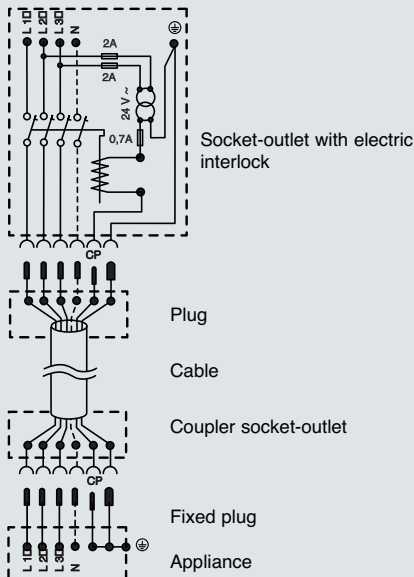 L1□
L2□
L3□
N
2A
2A
24 V ~
0,7A
Socket-outlet with electric
interlock
CP
Plug
Cable
Coupler socket-outlet
CP
Fixed plug
L1□
L2□
L3□
N
Appliance